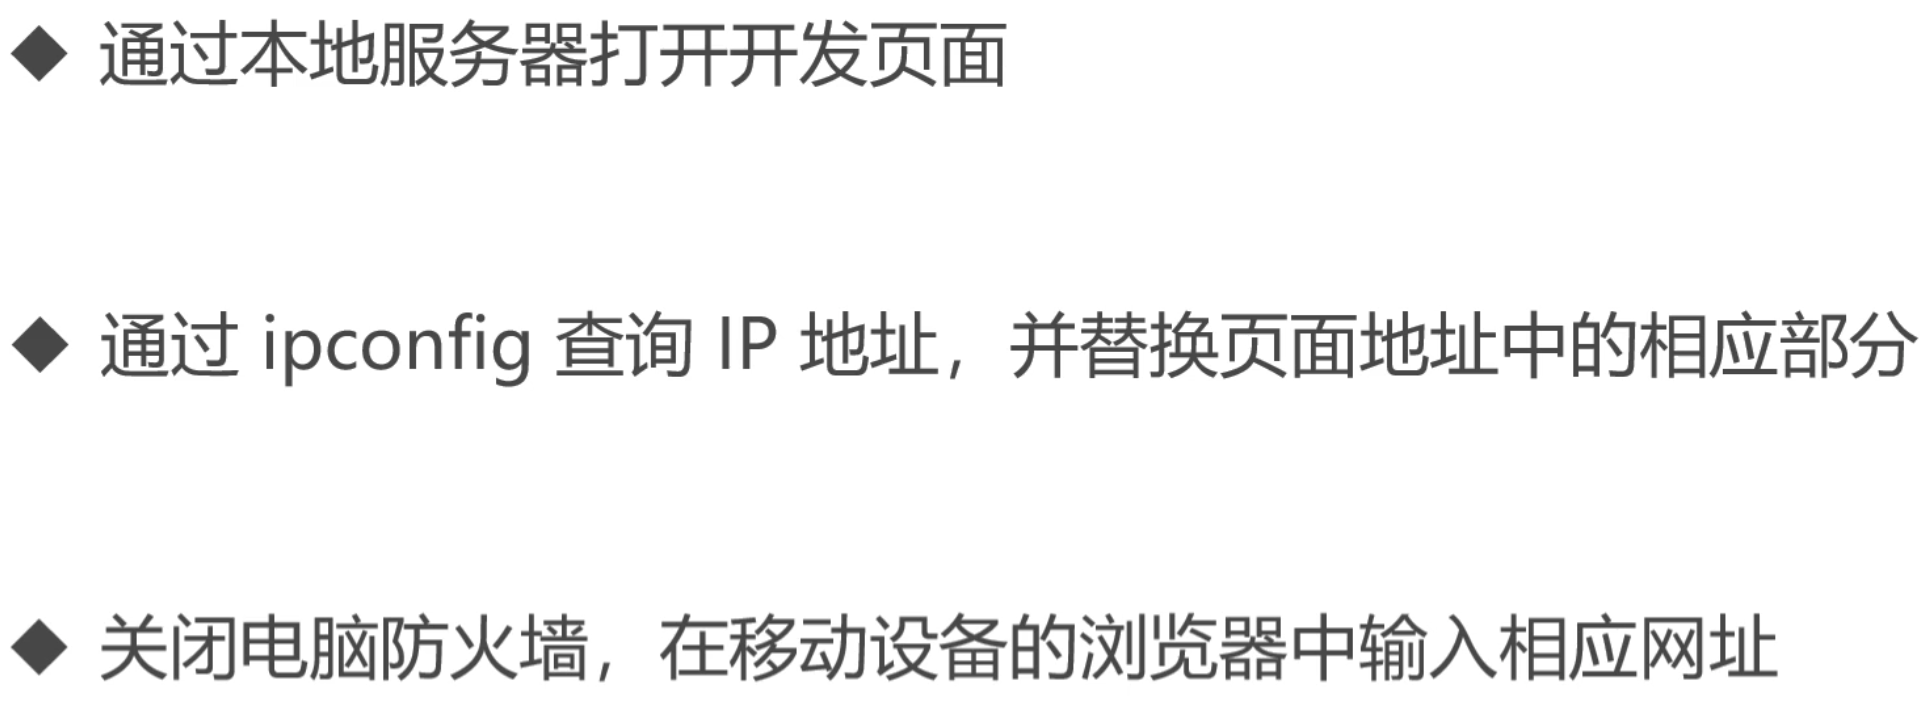 ◆ 通过本地服务器打开开发页面
◆ 通过 ipconfig 查询 IP 地址，并替换页面地址中的相应部分
◆ 关闭电脑防火墙，在移动设备的浏览器中输入相应网址